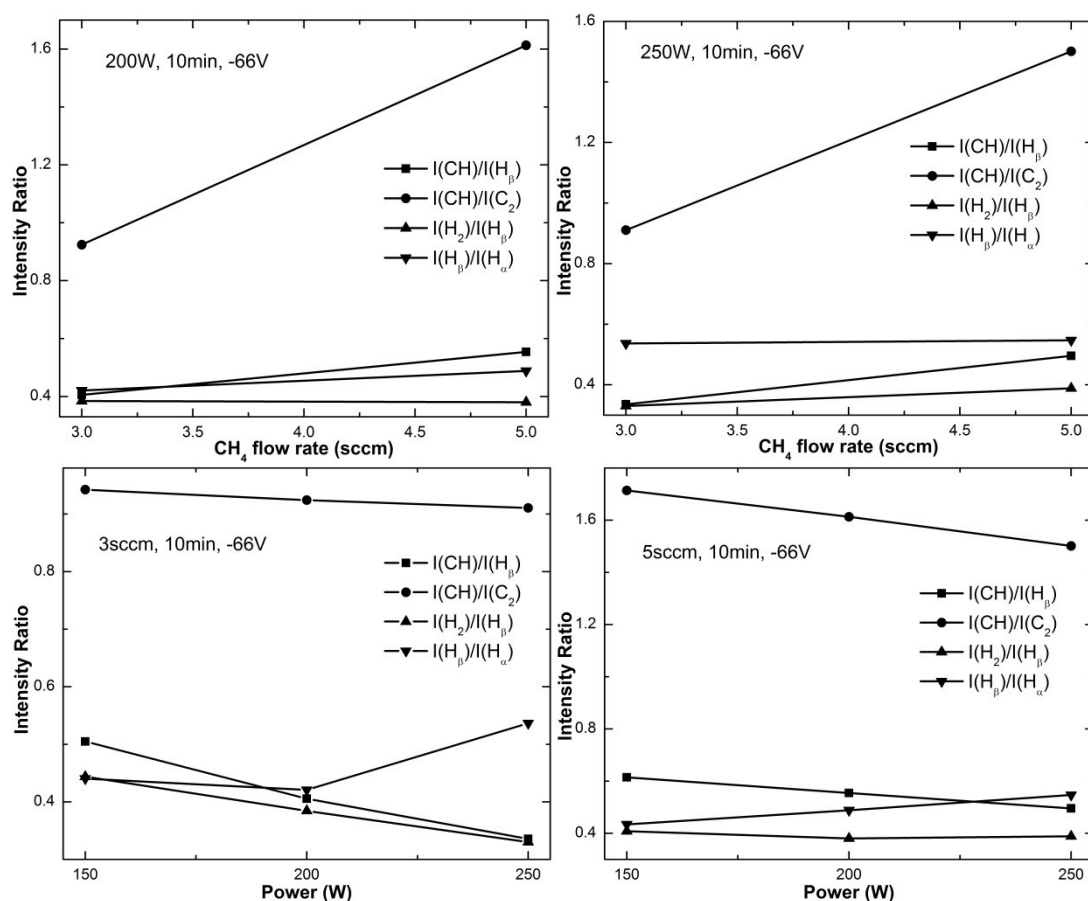 1.6
1.2
0.8
0.4
Intensity Ratio
200W, 10min, -66V
I(CH)/I(Hβ)
I(CH)/I(C₂)
I(H₂)/I(Hβ)
I(Hβ)/I(Hα)
3.0 3.5 4.0 4.5 5.0
CH₄ flow rate (sccm)
1.6
1.2
0.8
0.4
Intensity Ratio
250W, 10min, -66V
I(CH)/I(Hβ)
I(CH)/I(C₂)
I(H₂)/I(Hβ)
I(Hβ)/I(Hα)
3.0 3.5 4.0 4.5 5.0
CH₄ flow rate (sccm)
0.8
0.6
0.4
Intensity Ratio
3sccm, 10min, -66V
I(CH)/I(Hβ)
I(CH)/I(C₂)
I(H₂)/I(Hβ)
I(Hβ)/I(Hα)
150 200 250
Power (W)
1.6
1.2
0.8
0.4
Intensity Ratio
5sccm, 10min, -66V
I(CH)/I(Hβ)
I(CH)/I(C₂)
I(H₂)/I(Hβ)
I(Hβ)/I(Hα)
150 200 250
Power (W)